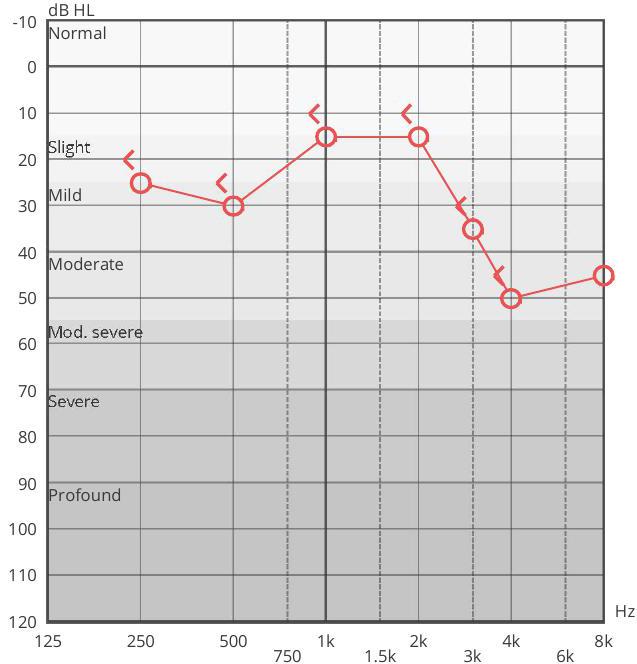 dB HL
-10
Normal
0
10
Slight
20
Mild
30
40
Moderate
50
Mod. severe
60
70
Severe
80
90
Profound
100
110
120
Hz
125 250 500 1k 2k 4k 8k
750 1.5k 3k 6k